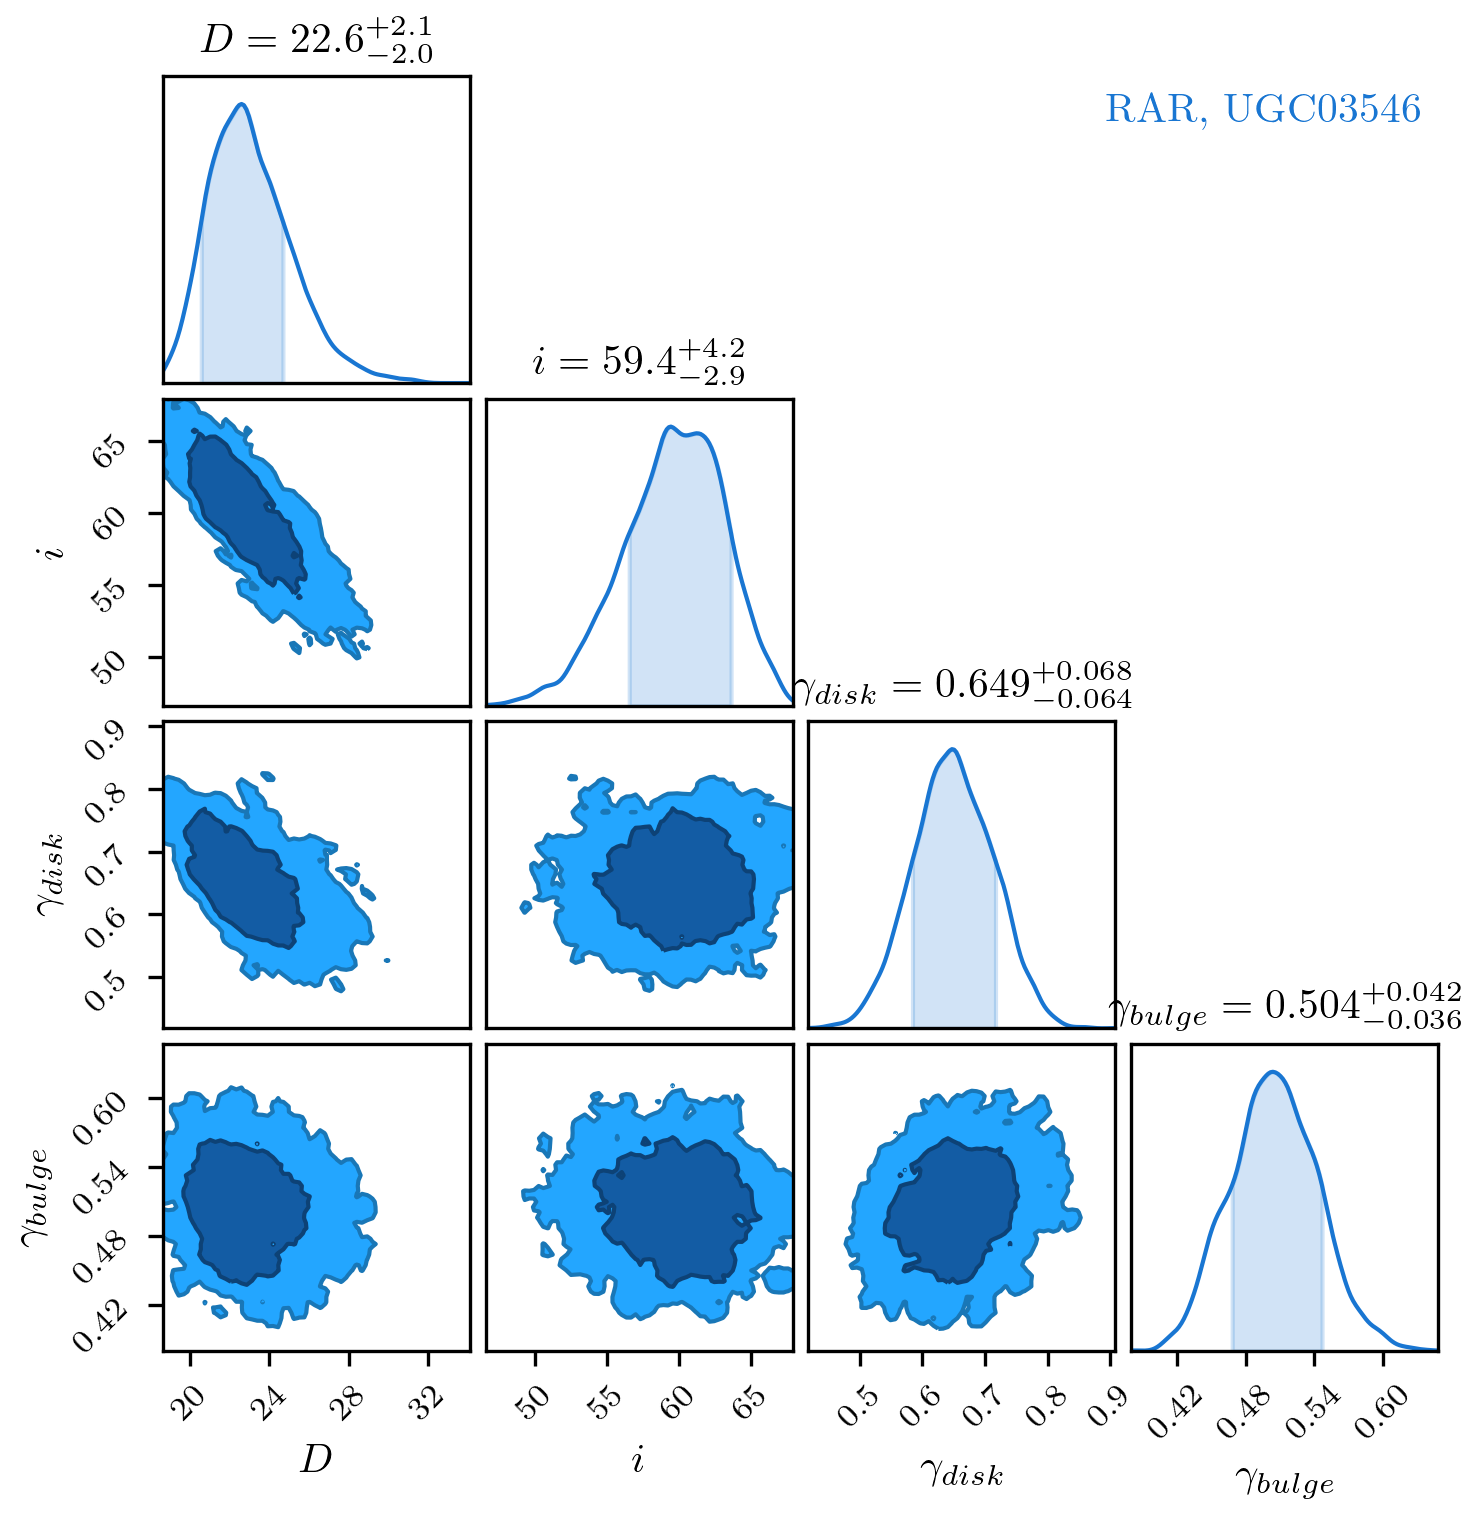 D = 22.6^{+2.1}_{-2.0}
RAR, UGC03546
i = 59.4^{+4.2}_{-2.9}
65
60
55
50
i
γ_{disk} = 0.649^{+0.068}_{-0.064}
0.9
0.8
0.7
0.6
0.5
γ_{disk}
γ_{bulge} = 0.504^{+0.042}_{-0.036}
0.60
0.54
0.48
0.42
γ_{bulge}
20 24 28 32 50 55 60 65 0.5 0.6 0.7 0.8 0.9 0.42 0.48 0.54 0.60
D i γ_{disk} γ_{bulge}